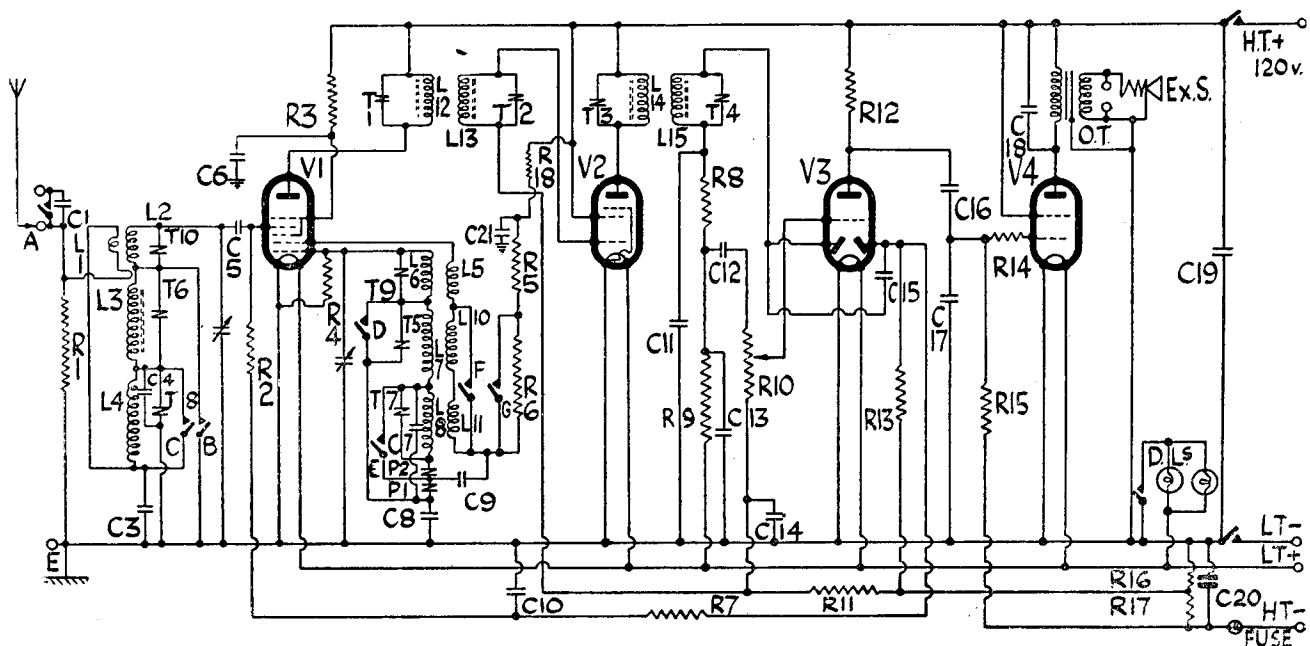 H.T.+
120v.
Ex.S.
O.T.
R3
T1
L12
L13
T2
T3
L14
L15
T4
R12
C18
C6
V1
R18
V2
R8
V3
V4
C16
C1
A
L1
L2
T10
C5
L6
L5
C21
R5
C12
R14
C19
L3
T6
T9
D
T5
L7
L10
F
G
R6
C15
R1
R2
R4
C11
R10
C17
L4
C4
T8
C
B
T7
C7
L8
L11
E
P2
P1
C9
R9
C13
R13
R15
D.Ls
C3
C8
C14
E
LT-
LT+
C10
R7
R11
R16
R17
C20
HT-
FUSE